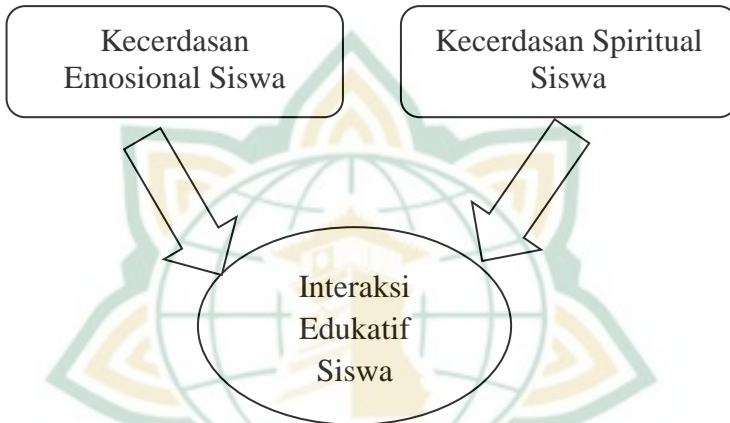 Kecerdasan
Emosional Siswa
Kecerdasan Spiritual
Siswa
Interaksi
Edukatif
Siswa